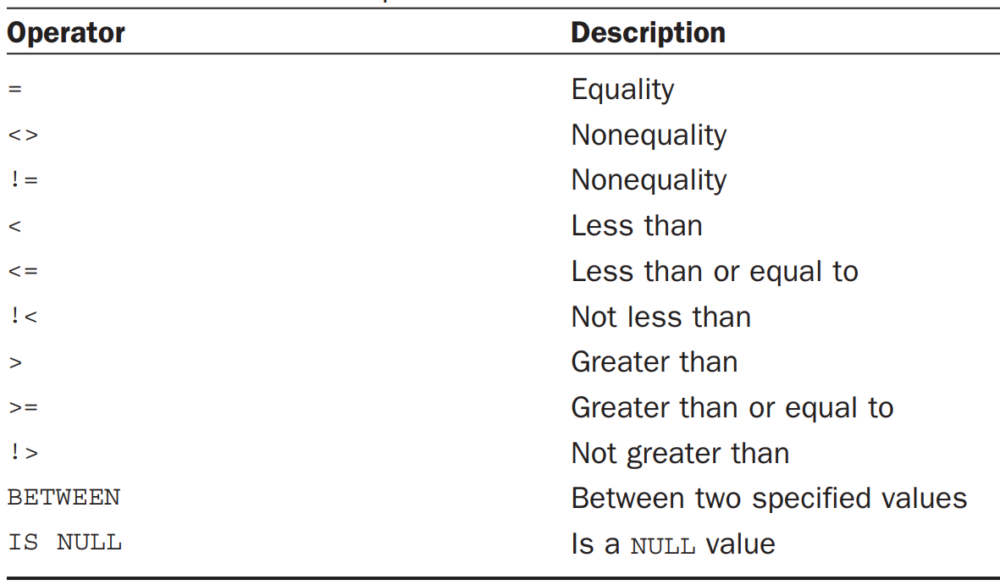 Operator Description
= Equality
<> Nonequality
!= Nonequality
< Less than
<= Less than or equal to
!< Not less than
> Greater than
>= Greater than or equal to
!> Not greater than
BETWEEN Between two specified values
IS NULL Is a NULL value